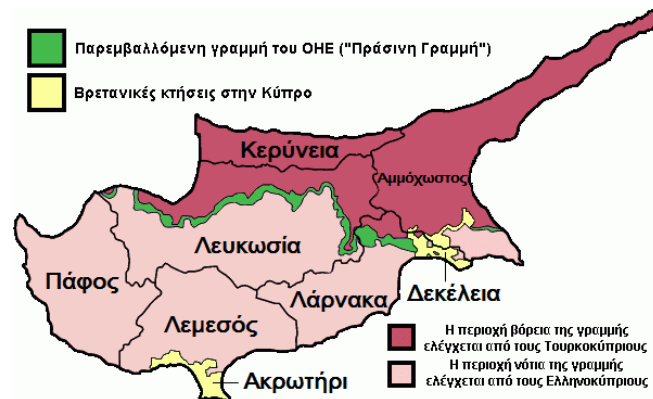 Παρεμβαλλόμενη γραμμή του ΟΗΕ ("Πράσινη Γραμμή")
Βρετανικές κτήσεις στην Κύπρο
Κερύνεια
Αμμόχωστος
Λευκωσία
Πάφος
Λάρνακα
Δεκέλεια
Λεμεσός
Ακρωτήρι
Η περιοχή βόρεια της γραμμής
ελέγχεται από τους Τουρκοκύπριους
Η περιοχή νότια της γραμμής
ελέγχεται από τους Ελληνοκύπριους